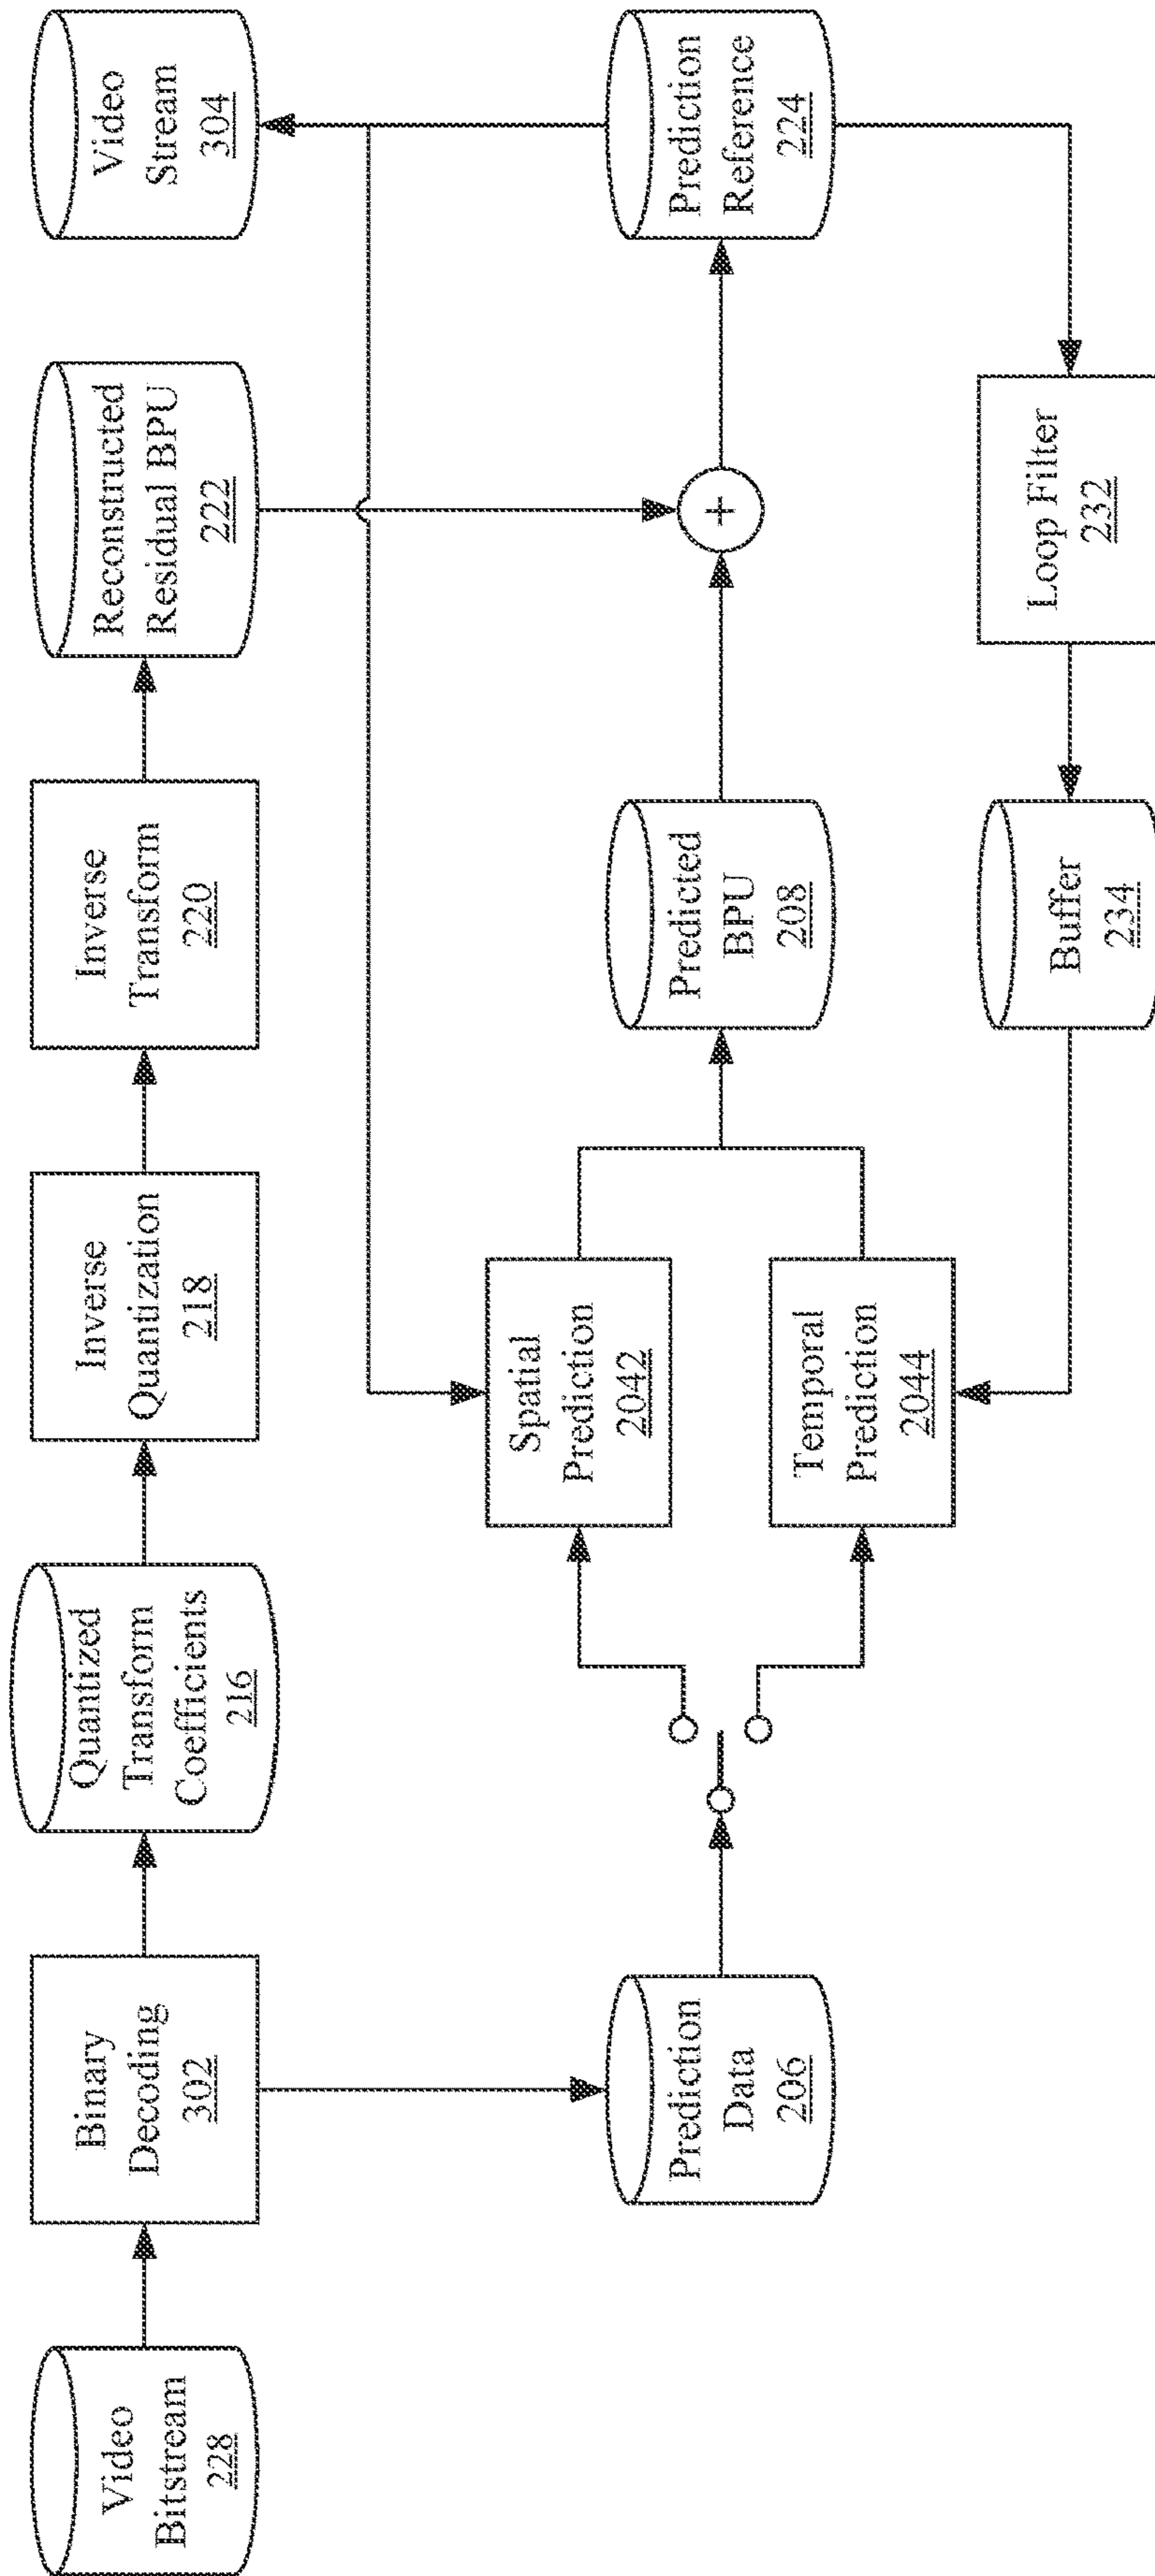 Video
Bitstream
228
Binary
Decoding
302
Quantized
Transform
Coefficients
216
Inverse
Quantization
218
Inverse
Transform
220
Reconstructed
Residual BPU
222
Video
Stream
304
Prediction
Data
206
Spatial
Prediction
2042
Temporal
Prediction
2044
Predicted
BPU
208
+
Prediction
Reference
224
Buffer
234
Loop Filter
232